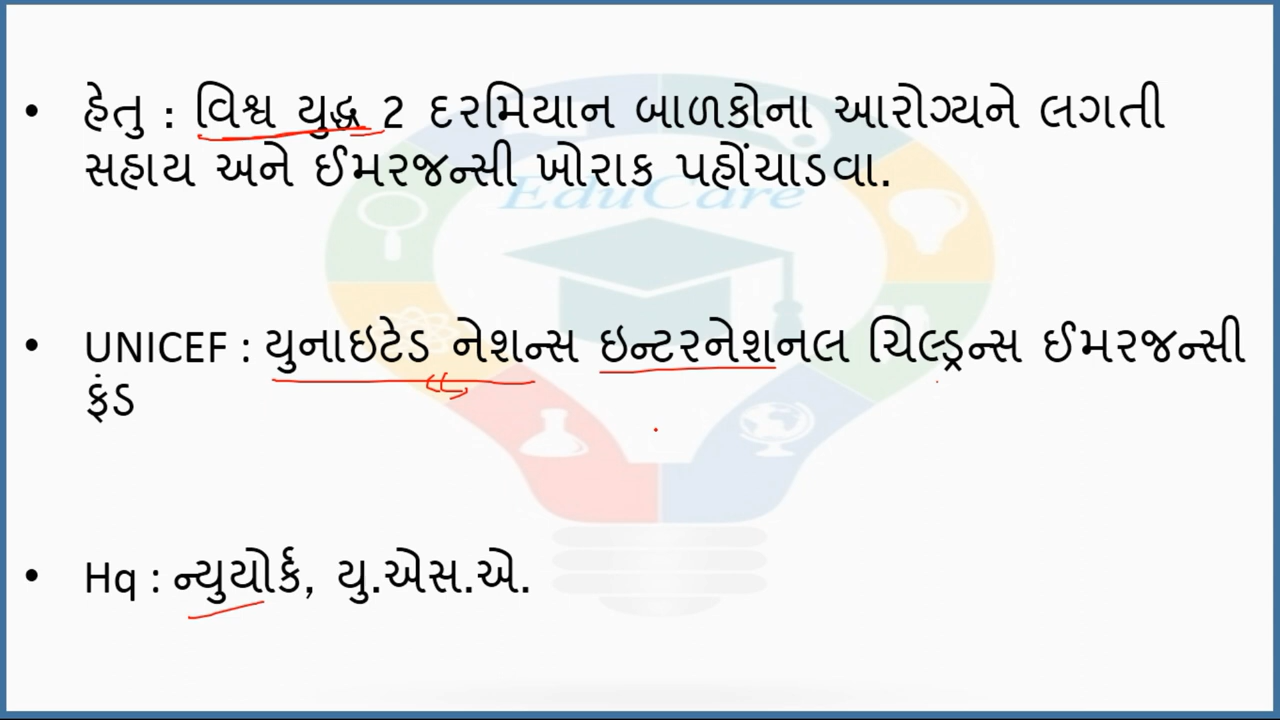 • હેતુ : વિશ્વ યુદ્ધ 2 દરમિયાન બાળકોના આરોગ્યને લગતી
સહાય અને ઈમરજન્સી ખોરાક પહોંચાડવા.
EduCare
• UNICEF : યુનાઇટેડ નેશન્સ ઇન્ટરનેશનલ ચિલ્ડ્રન્સ ઈમરજન્સી
ફંડ
• Hq : ન્યુયોર્ક, યુ.એસ.એ.